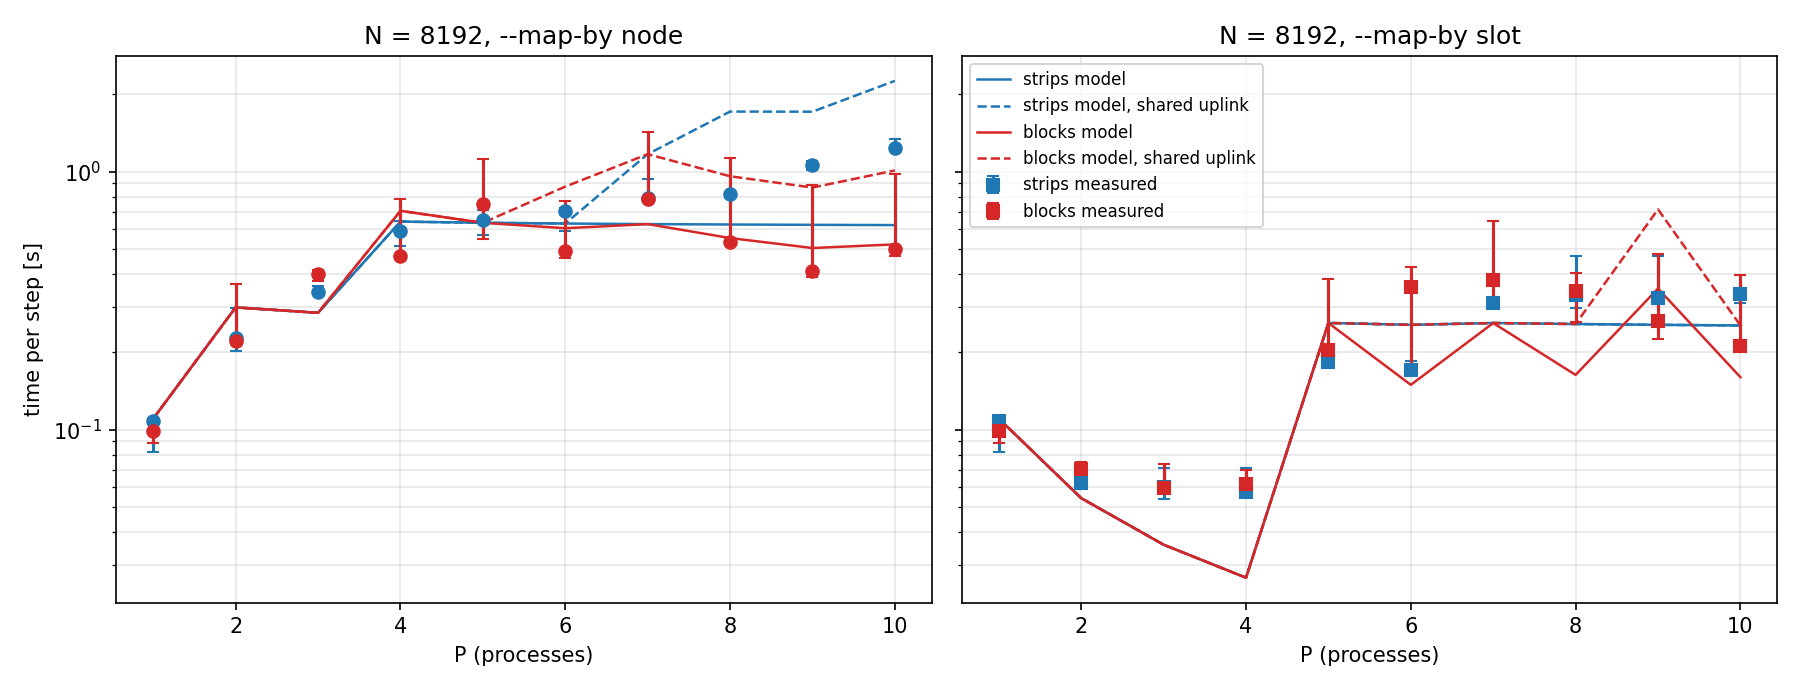 N = 8192, --map-by node
N = 8192, --map-by slot
time per step [s]
10⁰
10⁻¹
2
4
6
8
10
P (processes)
strips model
strips model, shared uplink
blocks model
blocks model, shared uplink
strips measured
blocks measured
2
4
6
8
10
P (processes)